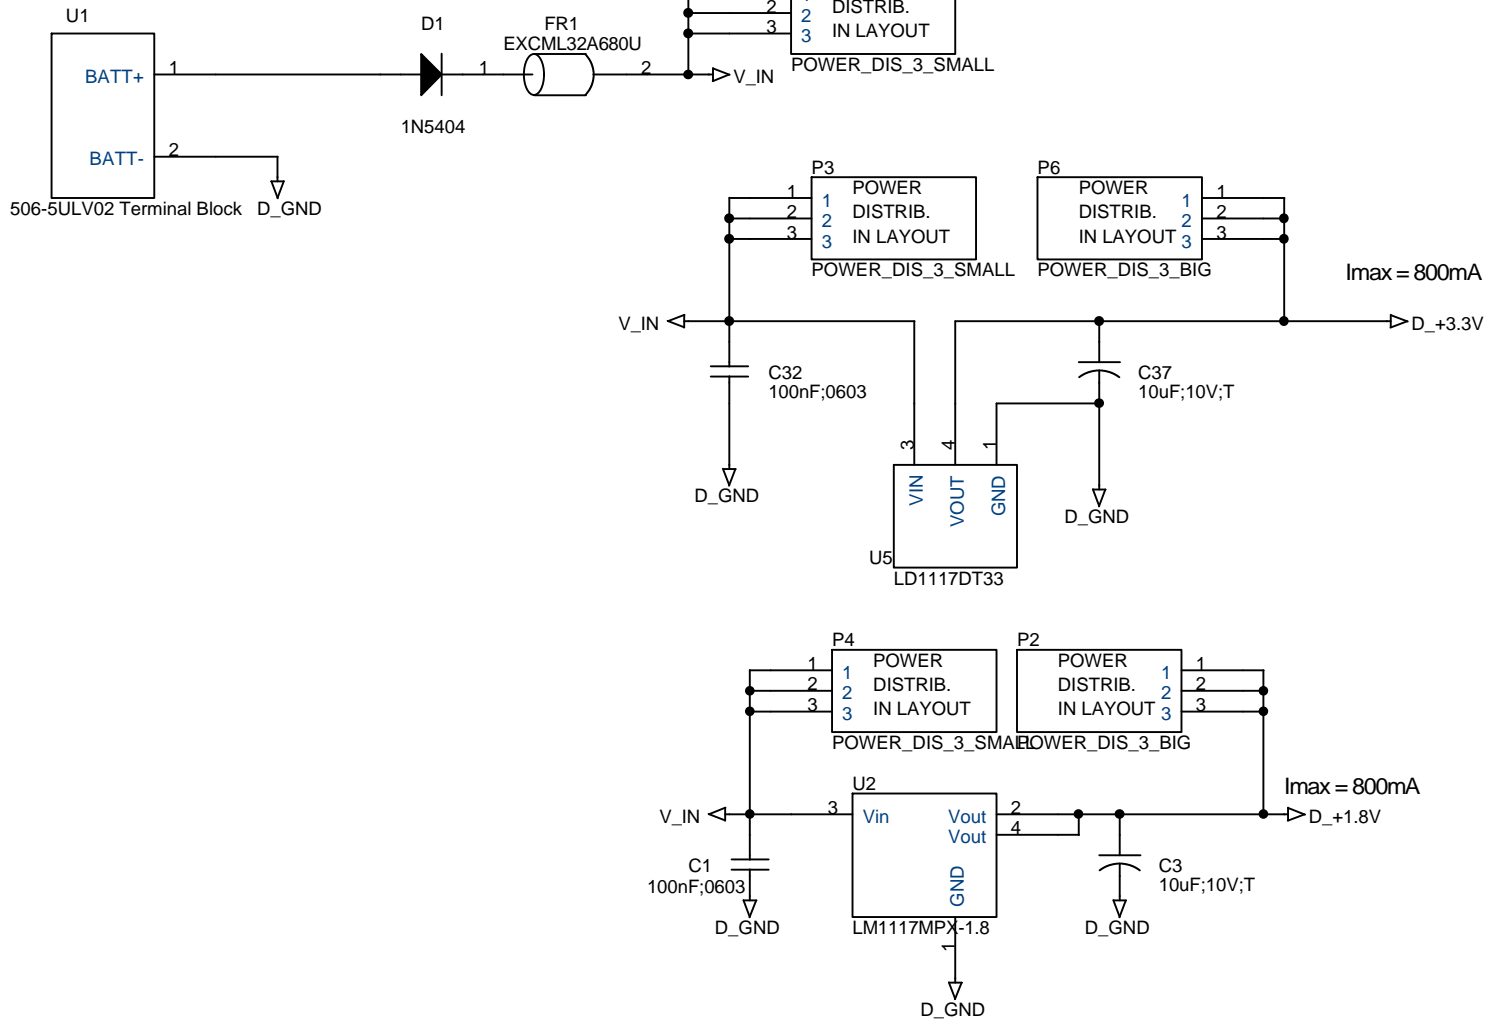 U1
BATT+
1
BATT-
2
506-5ULV02 Terminal Block
D_GND
D1
1N5404
FR1
EXCML32A680U
1
2
2
2
DISTRIB.
3
3
IN LAYOUT
POWER_DIS_3_SMALL
V_IN
P3
1
1
POWER
2
2
DISTRIB.
3
3
IN LAYOUT
POWER_DIS_3_SMALL
P6
POWER
1
1
DISTRIB.
2
2
IN LAYOUT
3
3
POWER_DIS_3_BIG
Imax = 800mA
V_IN
D_+3.3V
C32
100nF;0603
D_GND
C37
10uF;10V;T
D_GND
3
4
1
VIN
VOUT
GND
U5
LD1117DT33
P4
1
1
POWER
2
2
DISTRIB.
3
3
IN LAYOUT
POWER_DIS_3_SMALL
P2
POWER
1
1
DISTRIB.
2
2
IN LAYOUT
3
3
POWER_DIS_3_BIG
Imax = 800mA
U2
V_IN
3
Vin
Vout
2
Vout
4
GND
D_+1.8V
C1
100nF;0603
D_GND
C3
10uF;10V;T
D_GND
LM1117MPX-1.8
1
D_GND